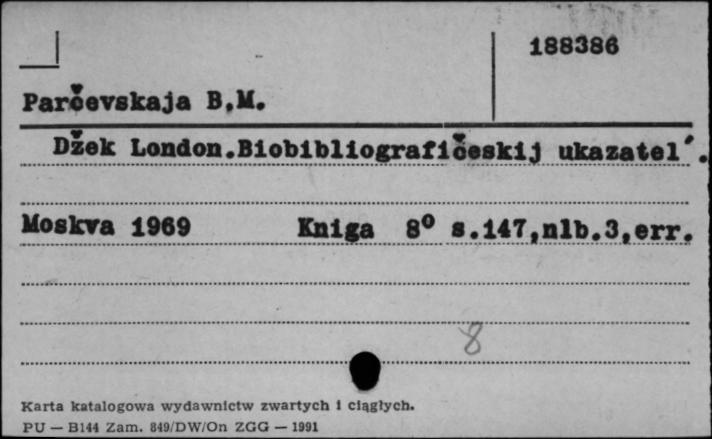 188386
Parčevskaja B.M.
Džek London.Biobibliografičeskij ukazatel´.
Moskva 1969 Kniga 8⁰ s.147,nlb.3,err.
8
Karta katalogowa wydawnictw zwartych i ciągłych.
PU — B144 Zam. 849/DW/On ZGG — 1991